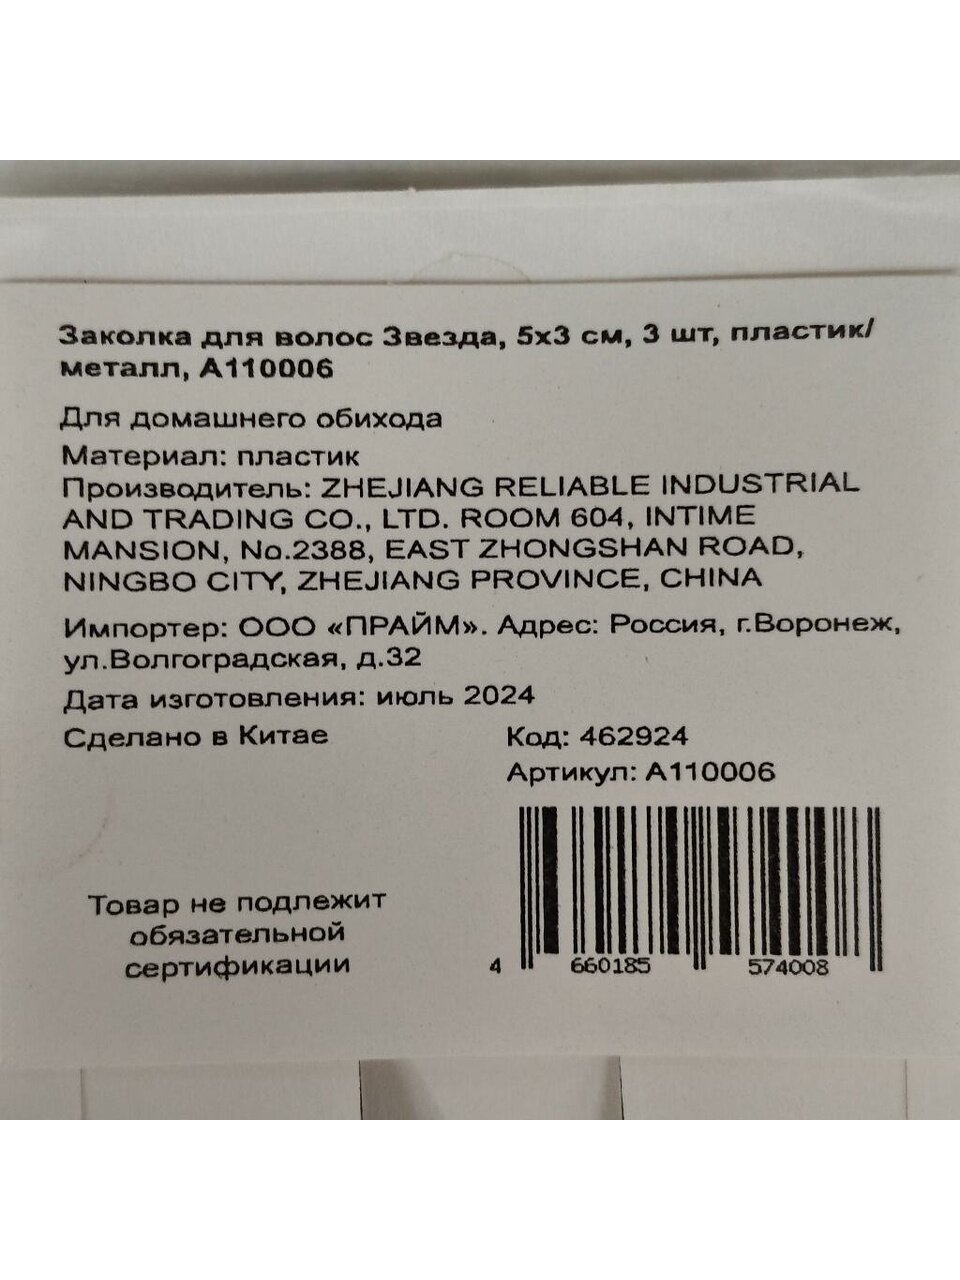 Заколка для волос Звезда, 5х3 см, 3 шт, пластик/
металл, А110006
Для домашнего обихода
Материал: пластик
Производитель: ZHEJIANG RELIABLE INDUSTRIAL
AND TRADING CO., LTD. ROOM 604, INTIME
MANSION, No.2388, EAST ZHONGSHAN ROAD,
NINGBO CITY, ZHEJIANG PROVINCE, CHINA
Импортер: ООО «ПРАЙМ». Адрес: Россия, г.Воронеж,
ул.Волгоградская, д.32
Дата изготовления: июль 2024
Сделано в Китае
Код: 462924
Артикул: А110006
Товар не подлежит
обязательной
сертификации
4 660185 574008